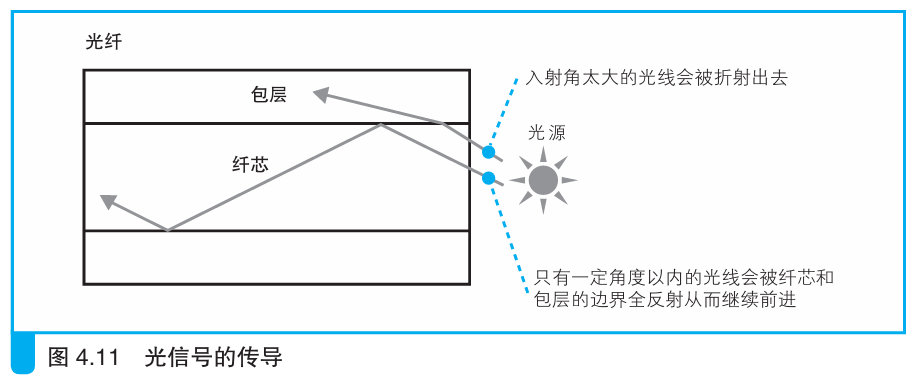 光纤
包层
入射角太大的光线会被折射出去
光源
纤芯
只有一定角度以内的光线会被纤芯和
包层的边界全反射从而继续前进
图 4.11 光信号的传导